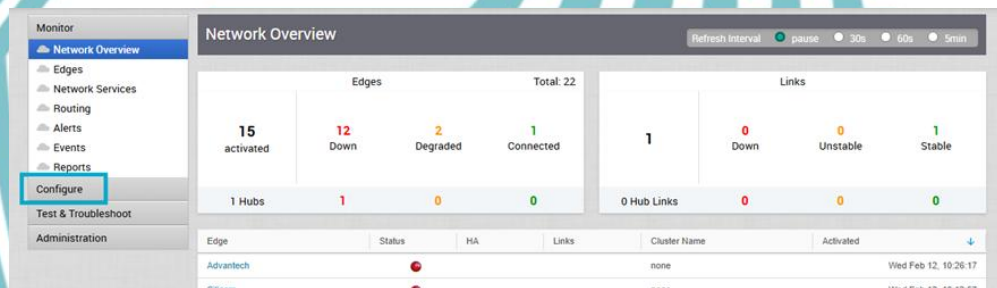 Monitor
Network Overview
Edges
Network Services
Routing
Alerts
Events
Reports
Configure
Test & Troubleshoot
Administration
Network Overview
Refresh Interval pause 30s 60s 5min
Edges Total: 22
15 12 2 1
activated Down Degraded Connected
1 Hubs 1 0 0
Links
1 0 0 1
Down Unstable Stable
0 Hub Links 0 0 0
Edge Status HA Links Cluster Name Activated
Advantech none Wed Feb 12, 10:26:17